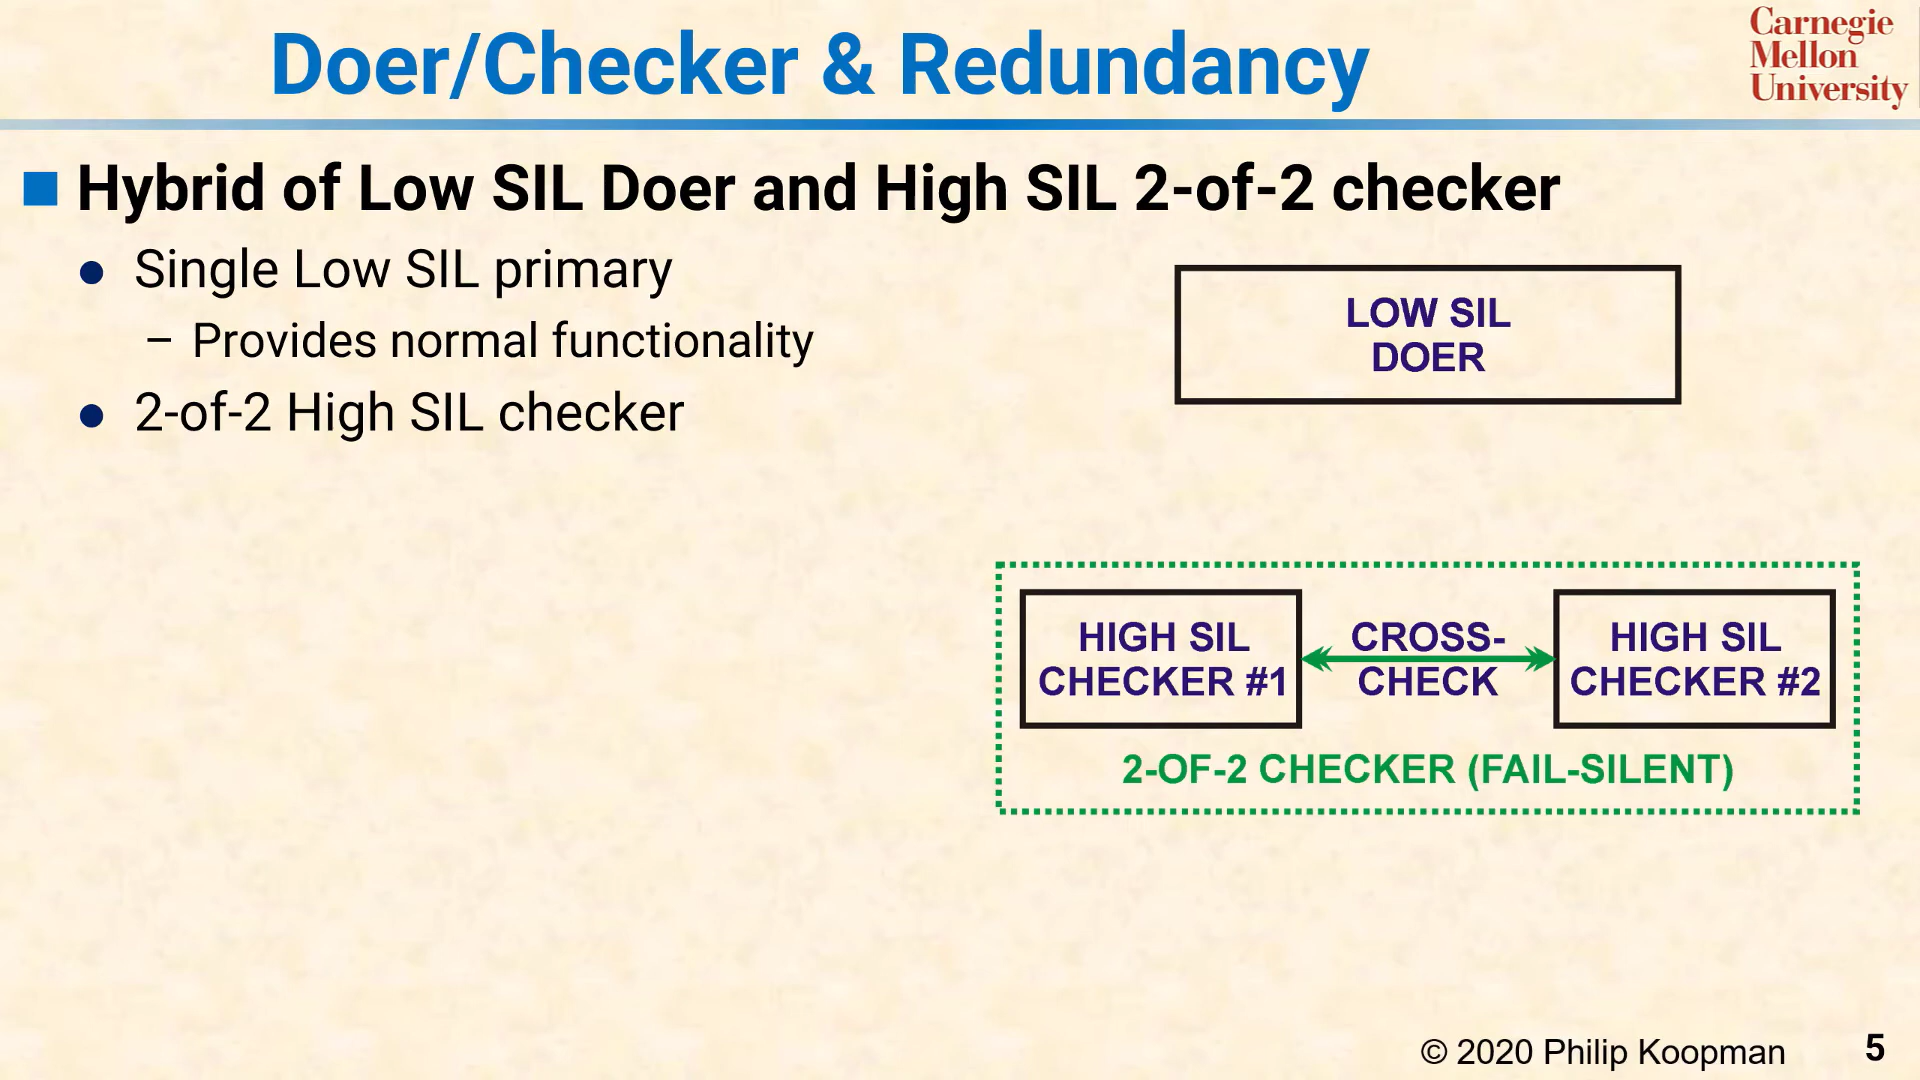 Doer/Checker & Redundancy
Carnegie
Mellon
University
Hybrid of Low SIL Doer and High SIL 2-of-2 checker
Single Low SIL primary
– Provides normal functionality
2-of-2 High SIL checker
LOW SIL
DOER
HIGH SIL
CHECKER #1
CROSS-
CHECK
HIGH SIL
CHECKER #2
2-OF-2 CHECKER (FAIL-SILENT)
© 2020 Philip Koopman
5